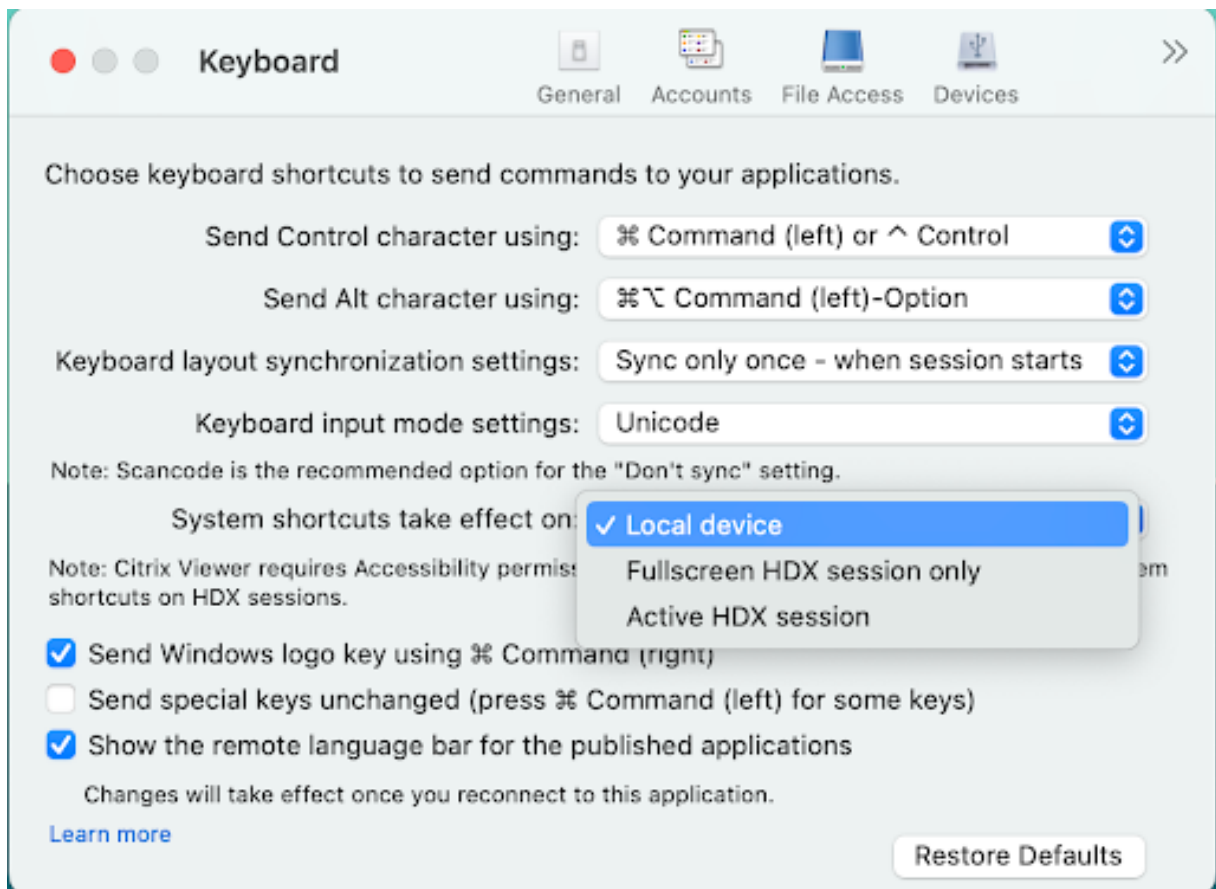 Keyboard
General Accounts File Access Devices
Choose keyboard shortcuts to send commands to your applications.
Send Control character using: ⌘ Command (left) or ^ Control
Send Alt character using: ⌘⌥ Command (left)-Option
Keyboard layout synchronization settings: Sync only once - when session starts
Keyboard input mode settings: Unicode
Note: Scancode is the recommended option for the "Don't sync" setting.
System shortcuts take effect on: ✓ Local device
Fullscreen HDX session only
Active HDX session
Note: Citrix Viewer requires Accessibility
shortcuts on HDX sessions.
Send Windows logo key using ⌘ Command (right)
Send special keys unchanged (press ⌘ Command (left) for some keys)
Show the remote language bar for the published applications
Changes will take effect once you reconnect to this application.
Learn more
Restore Defaults